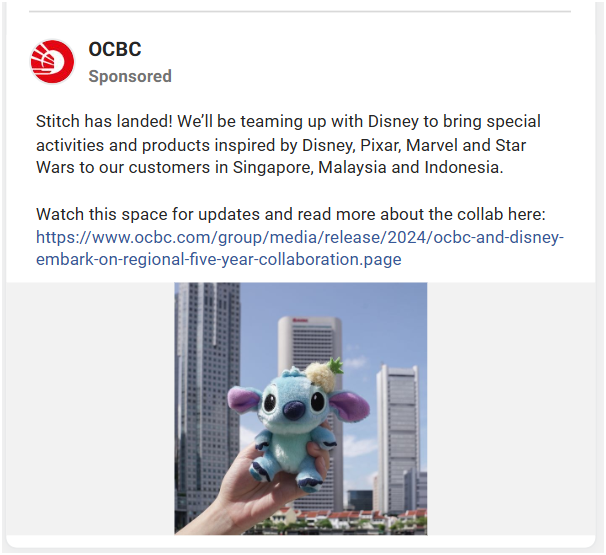 OCBC
Sponsored
Stitch has landed! We’ll be teaming up with Disney to bring special
activities and products inspired by Disney, Pixar, Marvel and Star
Wars to our customers in Singapore, Malaysia and Indonesia.
Watch this space for updates and read more about the collab here:
https://www.ocbc.com/group/media/release/2024/ocbc-and-disney-
embark-on-regional-five-year-collaboration.page